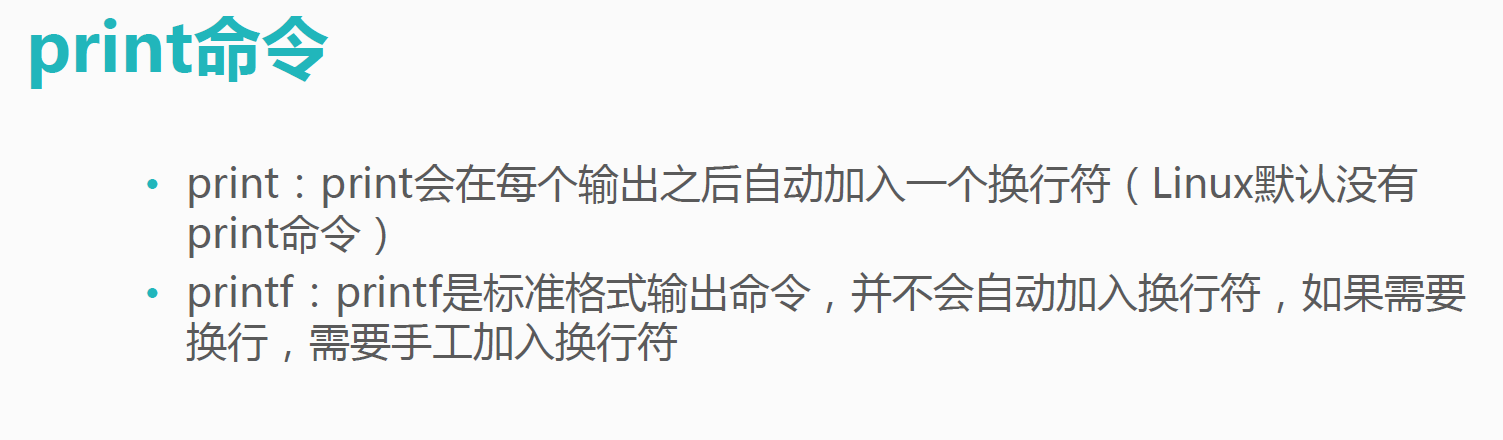 print命令
• print：print会在每个输出之后自动加入一个换行符（Linux默认没有
print命令）
• printf：printf是标准格式输出命令，并不会自动加入换行符，如果需要
换行，需要手工加入换行符